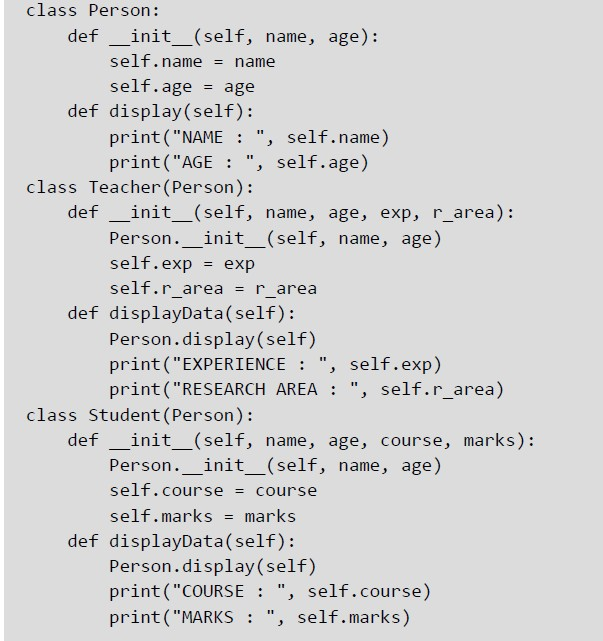 class Person:
    def __init__(self, name, age):
        self.name = name
        self.age = age
    def display(self):
        print("NAME : ", self.name)
        print("AGE : ", self.age)
class Teacher(Person):
    def __init__(self, name, age, exp, r_area):
        Person.__init__(self, name, age)
        self.exp = exp
        self.r_area = r_area
    def displayData(self):
        Person.display(self)
        print("EXPERIENCE : ", self.exp)
        print("RESEARCH AREA : ", self.r_area)
class Student(Person):
    def __init__(self, name, age, course, marks):
        Person.__init__(self, name, age)
        self.course = course
        self.marks = marks
    def displayData(self):
        Person.display(self)
        print("COURSE : ", self.course)
        print("MARKS : ", self.marks)